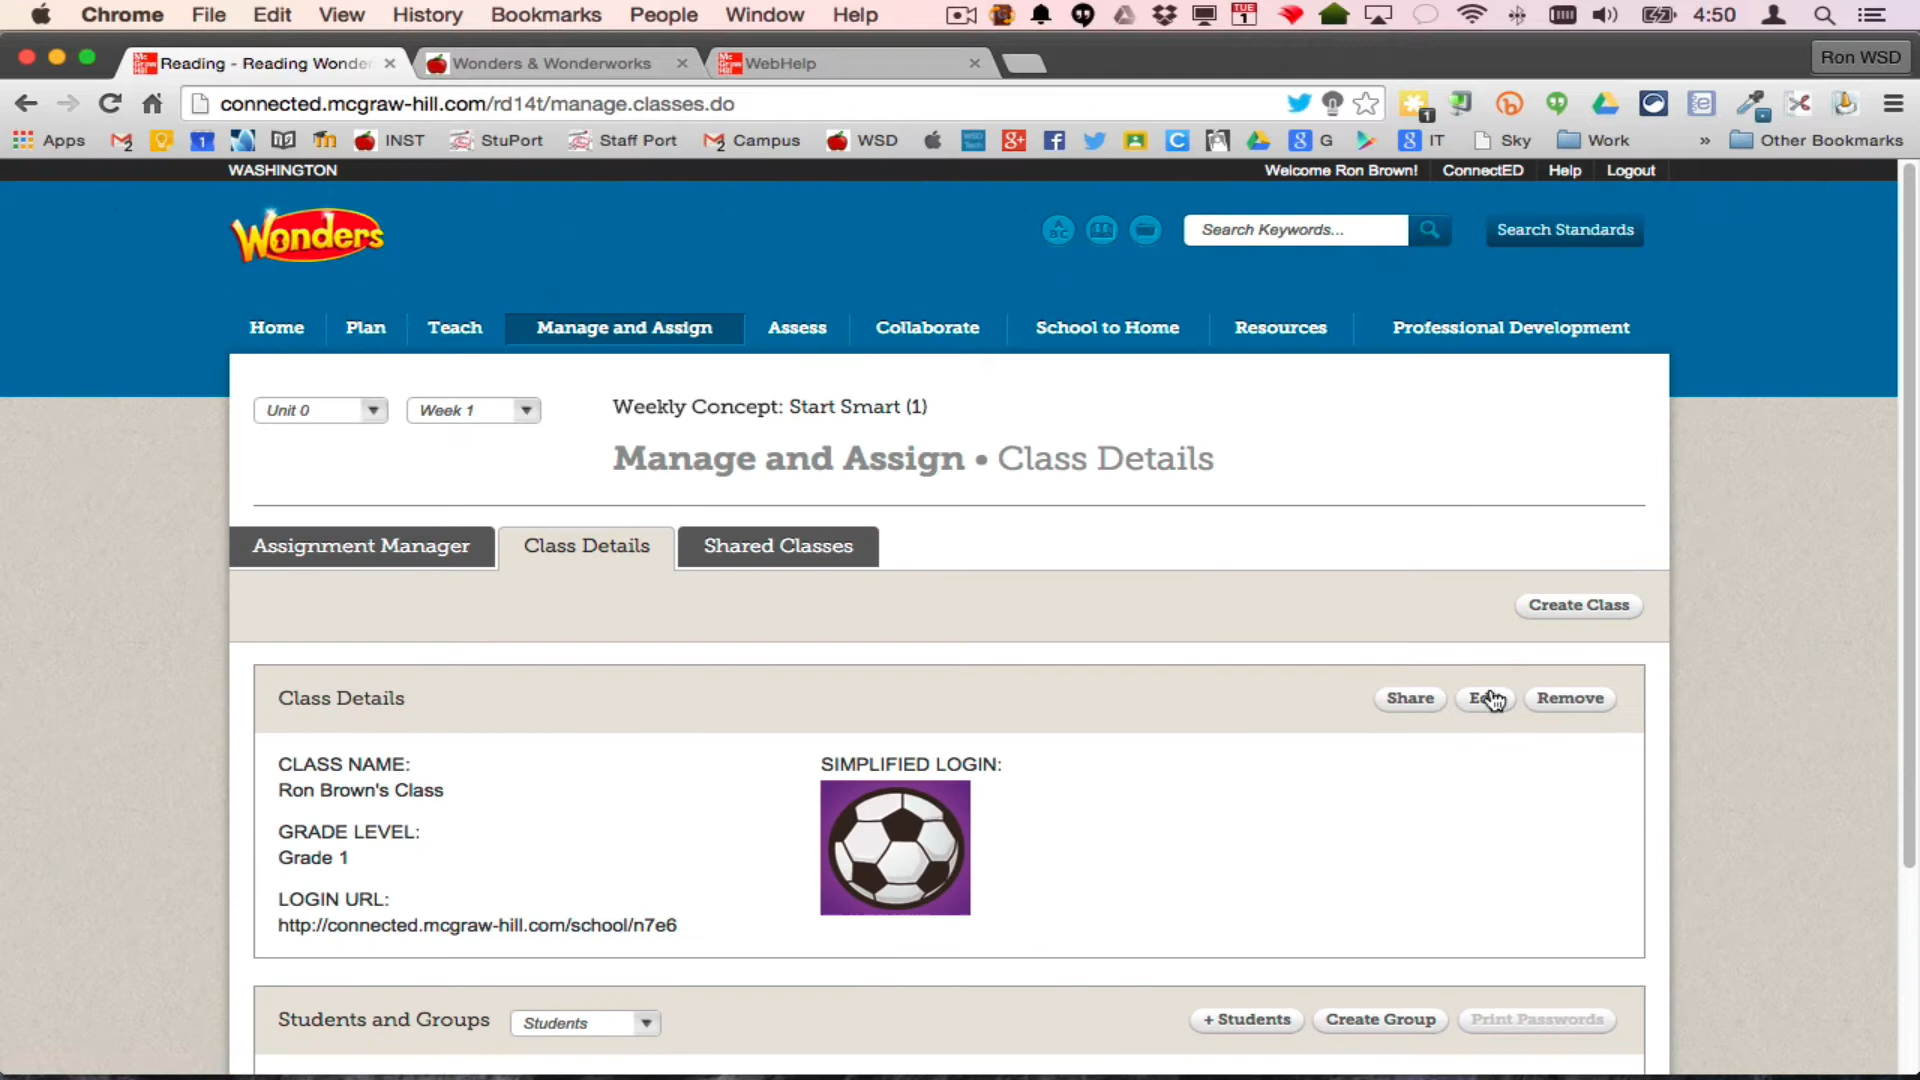 Chrome File Edit View History Bookmarks People Window Help TUE 1 4:50
Reading - Reading Wonde Wonders & Wonderworks WebHelp Ron WSD
connected.mcgraw-hill.com/rd14t/manage.classes.do 1
Apps 1 INST StuPort Staff Port Campus WSD G IT Sky Work » Other Bookmarks
WASHINGTON Welcome Ron Brown! ConnectED Help Logout
Wonders ABC Search Keywords... Search Standards
Home Plan Teach Manage and Assign Assess Collaborate School to Home Resources Professional Development
Unit 0 Week 1 Weekly Concept: Start Smart (1)
Manage and Assign • Class Details
Assignment Manager Class Details Shared Classes
Create Class
Class Details Share Remove
CLASS NAME: SIMPLIFIED LOGIN:
Ron Brown's Class
GRADE LEVEL:
Grade 1
LOGIN URL:
http://connected.mcgraw-hill.com/school/n7e6
Students and Groups Students + Students Create Group Print Passwords